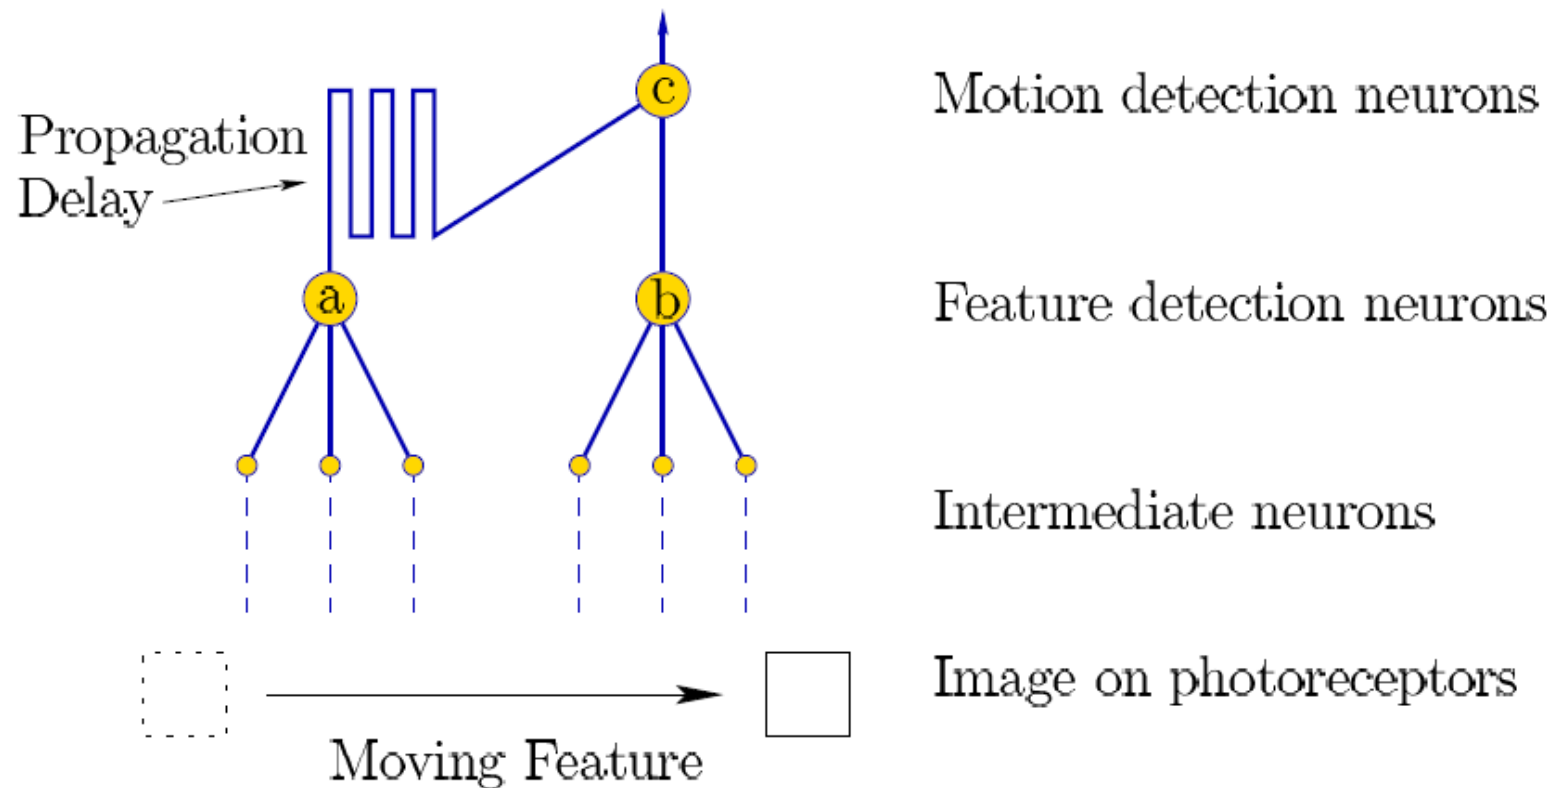 c
Motion detection neurons
Propagation
Delay
a
b
Feature detection neurons
Intermediate neurons
Image on photoreceptors
Moving Feature